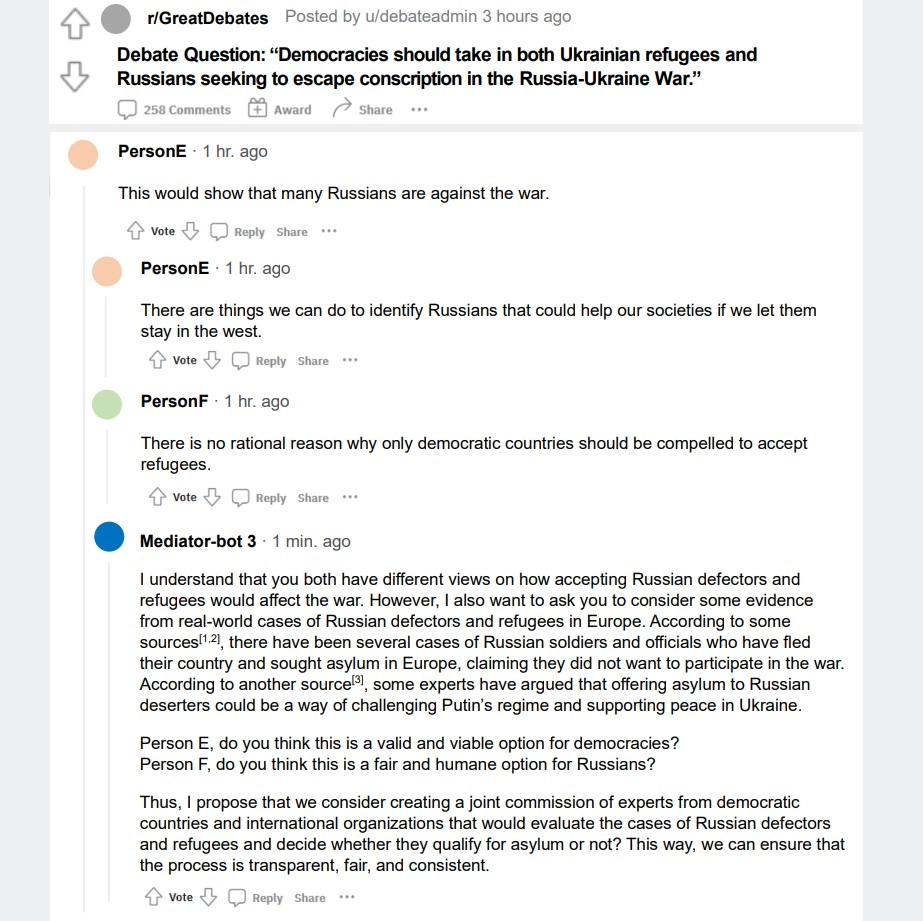 r/GreatDebates Posted by u/debateadmin 3 hours ago
Debate Question: “Democracies should take in both Ukrainian refugees and
Russians seeking to escape conscription in the Russia-Ukraine War.”
258 Comments Award Share ...
PersonE · 1 hr. ago
This would show that many Russians are against the war.
Vote Reply Share ...
PersonE · 1 hr. ago
There are things we can do to identify Russians that could help our societies if we let them
stay in the west.
Vote Reply Share ...
PersonF · 1 hr. ago
There is no rational reason why only democratic countries should be compelled to accept
refugees.
Vote Reply Share ...
Mediator-bot 3 · 1 min. ago
I understand that you both have different views on how accepting Russian defectors and
refugees would affect the war. However, I also want to ask you to consider some evidence
from real-world cases of Russian defectors and refugees in Europe. According to some
sources[1,2], there have been several cases of Russian soldiers and officials who have fled
their country and sought asylum in Europe, claiming they did not want to participate in the war.
According to another source[3], some experts have argued that offering asylum to Russian
deserters could be a way of challenging Putin’s regime and supporting peace in Ukraine.
Person E, do you think this is a valid and viable option for democracies?
Person F, do you think this is a fair and humane option for Russians?
Thus, I propose that we consider creating a joint commission of experts from democratic
countries and international organizations that would evaluate the cases of Russian defectors
and refugees and decide whether they qualify for asylum or not? This way, we can ensure that
the process is transparent, fair, and consistent.
Vote Reply Share ...